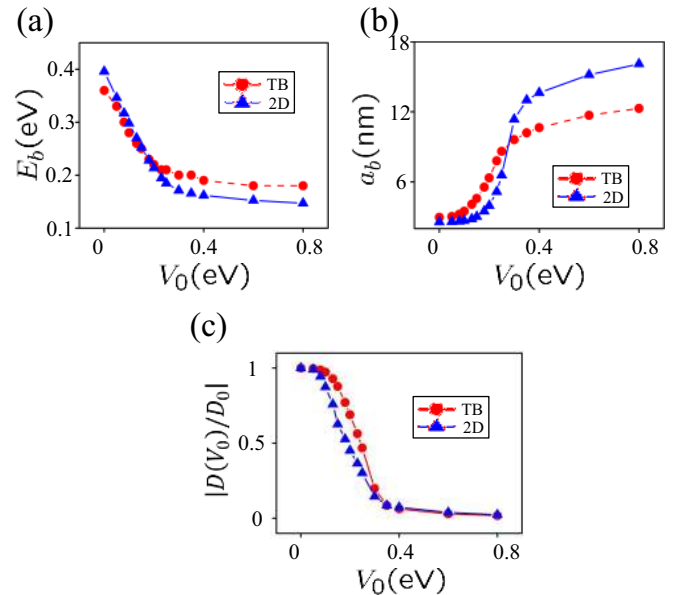 (a)
0.4
0.3
0.2
0.1
E_b(eV)
TB
2D
0
0.4
0.8
V_0(eV)
(b)
18
12
6
a_b(nm)
TB
2D
0
0.4
0.8
V_0(eV)
(c)
1
0.5
0
|D(V_0)/D_0|
TB
2D
0
0.4
0.8
V_0(eV)